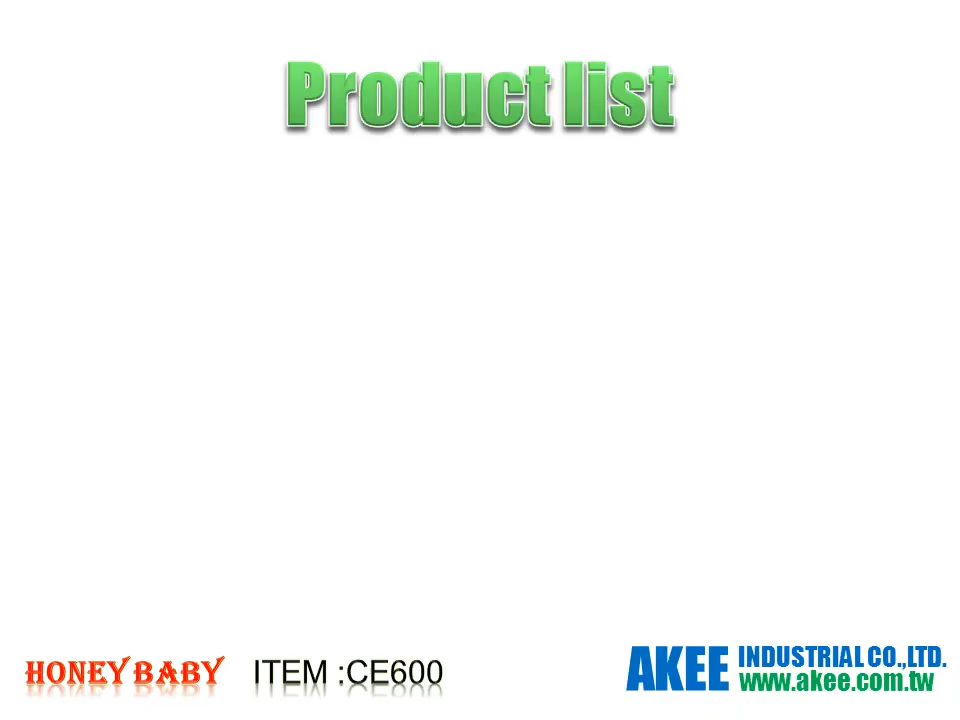 Product list
HONEY BABY ITEM :CE600
AKEE INDUSTRIAL CO.,LTD.
www.akee.com.tw